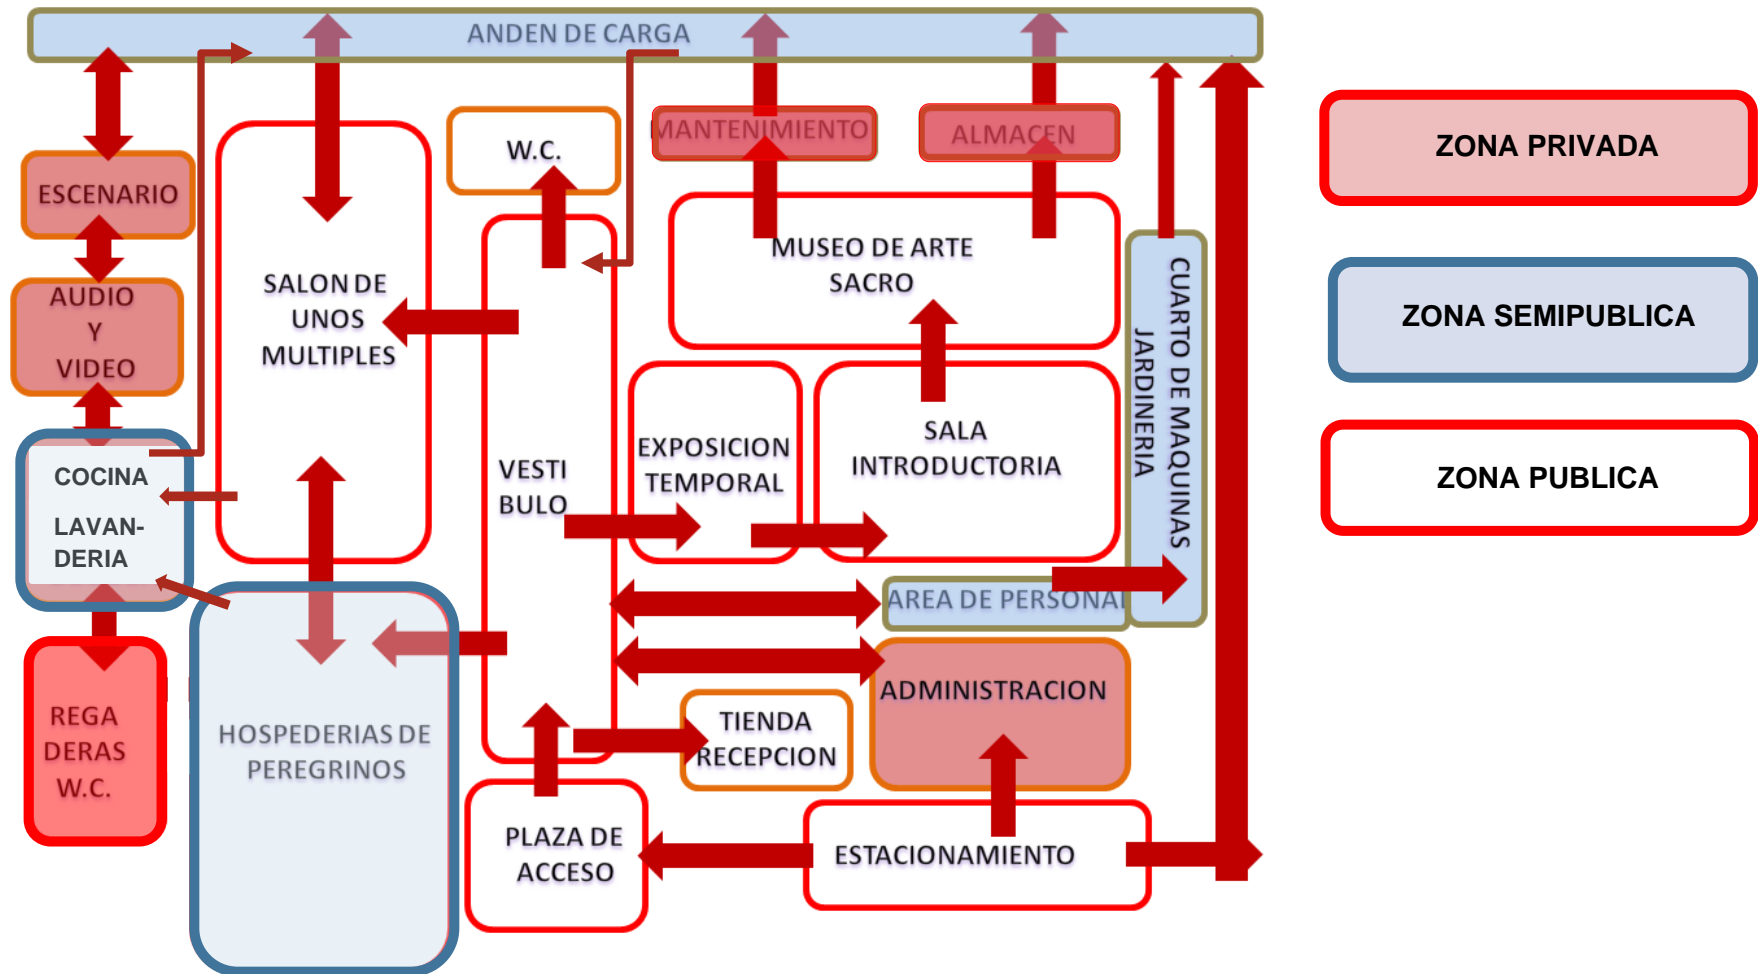 ANDEN DE CARGA
W.C.
MANTENIMIENTO
ALMACEN
ESCENARIO
AUDIO
Y
VIDEO
SALON DE
UNOS
MULTIPLES
MUSEO DE ARTE
SACRO
CUARTO DE MAQUINAS
JARDINERIA
COCINA
LAVAN-
DERIA
VESTI
BULO
EXPOSICION
TEMPORAL
SALA
INTRODUCTORIA
AREA DE PERSONAL
ADMINISTRACION
REGA
DERAS
W.C.
HOSPEDERIAS DE
PEREGRINOS
TIENDA
RECEPCION
PLAZA DE
ACCESO
ESTACIONAMIENTO
ZONA PRIVADA
ZONA SEMIPUBLICA
ZONA PUBLICA